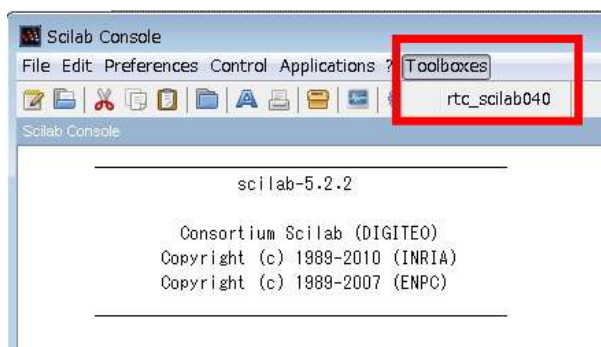 Scilab Console
File Edit Preferences Control Applications ? Toolboxes
rtc_scilab040
Scilab Console
scilab-5.2.2
Consortium Scilab (DIGITEO)
Copyright (c) 1989-2010 (INRIA)
Copyright (c) 1989-2007 (ENPC)